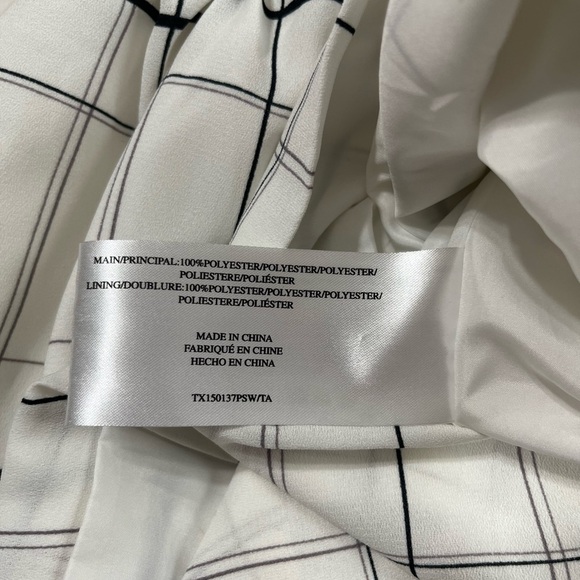 MAIN/PRINCIPAL:100%POLYESTER/POLYESTER/POLYESTER/
POLIESTERE/POLIÉSTER
LINING/DOUBLURE:100%POLYESTER/POLYESTER/POLYESTER/
POLIESTERE/POLIÉSTER
MADE IN CHINA
FABRIQUÉ EN CHINE
HECHO EN CHINA
TX150137PSW/TA